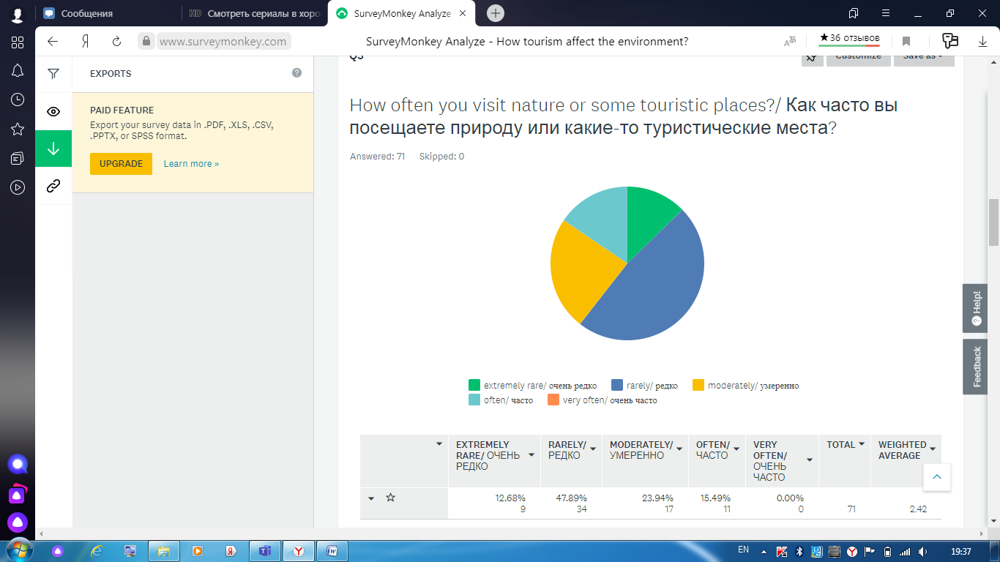 Сообщения
HD Смотреть сериалы в хоро
SurveyMonkey Analyze
www.surveymonkey.com
SurveyMonkey Analyze - How tourism affect the environment?
★36 отзывов
EXPORTS
PAID FEATURE
Export your survey data in .PDF, .XLS, .CSV,
.PPTX, or SPSS format.
UPGRADE
Learn more »
Customize
Save as
How often you visit nature or some touristic places?/ Как часто вы
посещаете природу или какие-то туристические места?
Answered: 71 Skipped: 0
extremely rare/ очень редко
rarely/ редко
moderately/ умеренно
often/ часто
very often/ очень часто
Help!
Feedback
EXTREMELY
RARE/ ОЧЕНЬ
РЕДКО
RARELY/
РЕДКО
MODERATELY/
УМЕРЕННО
OFTEN/
ЧАСТО
VERY
OFTEN/
ОЧЕНЬ
ЧАСТО
TOTAL
WEIGHTED
AVERAGE
12.68%
9
47.89%
34
23.94%
17
15.49%
11
0.00%
0
71
2.42
EN
19:37